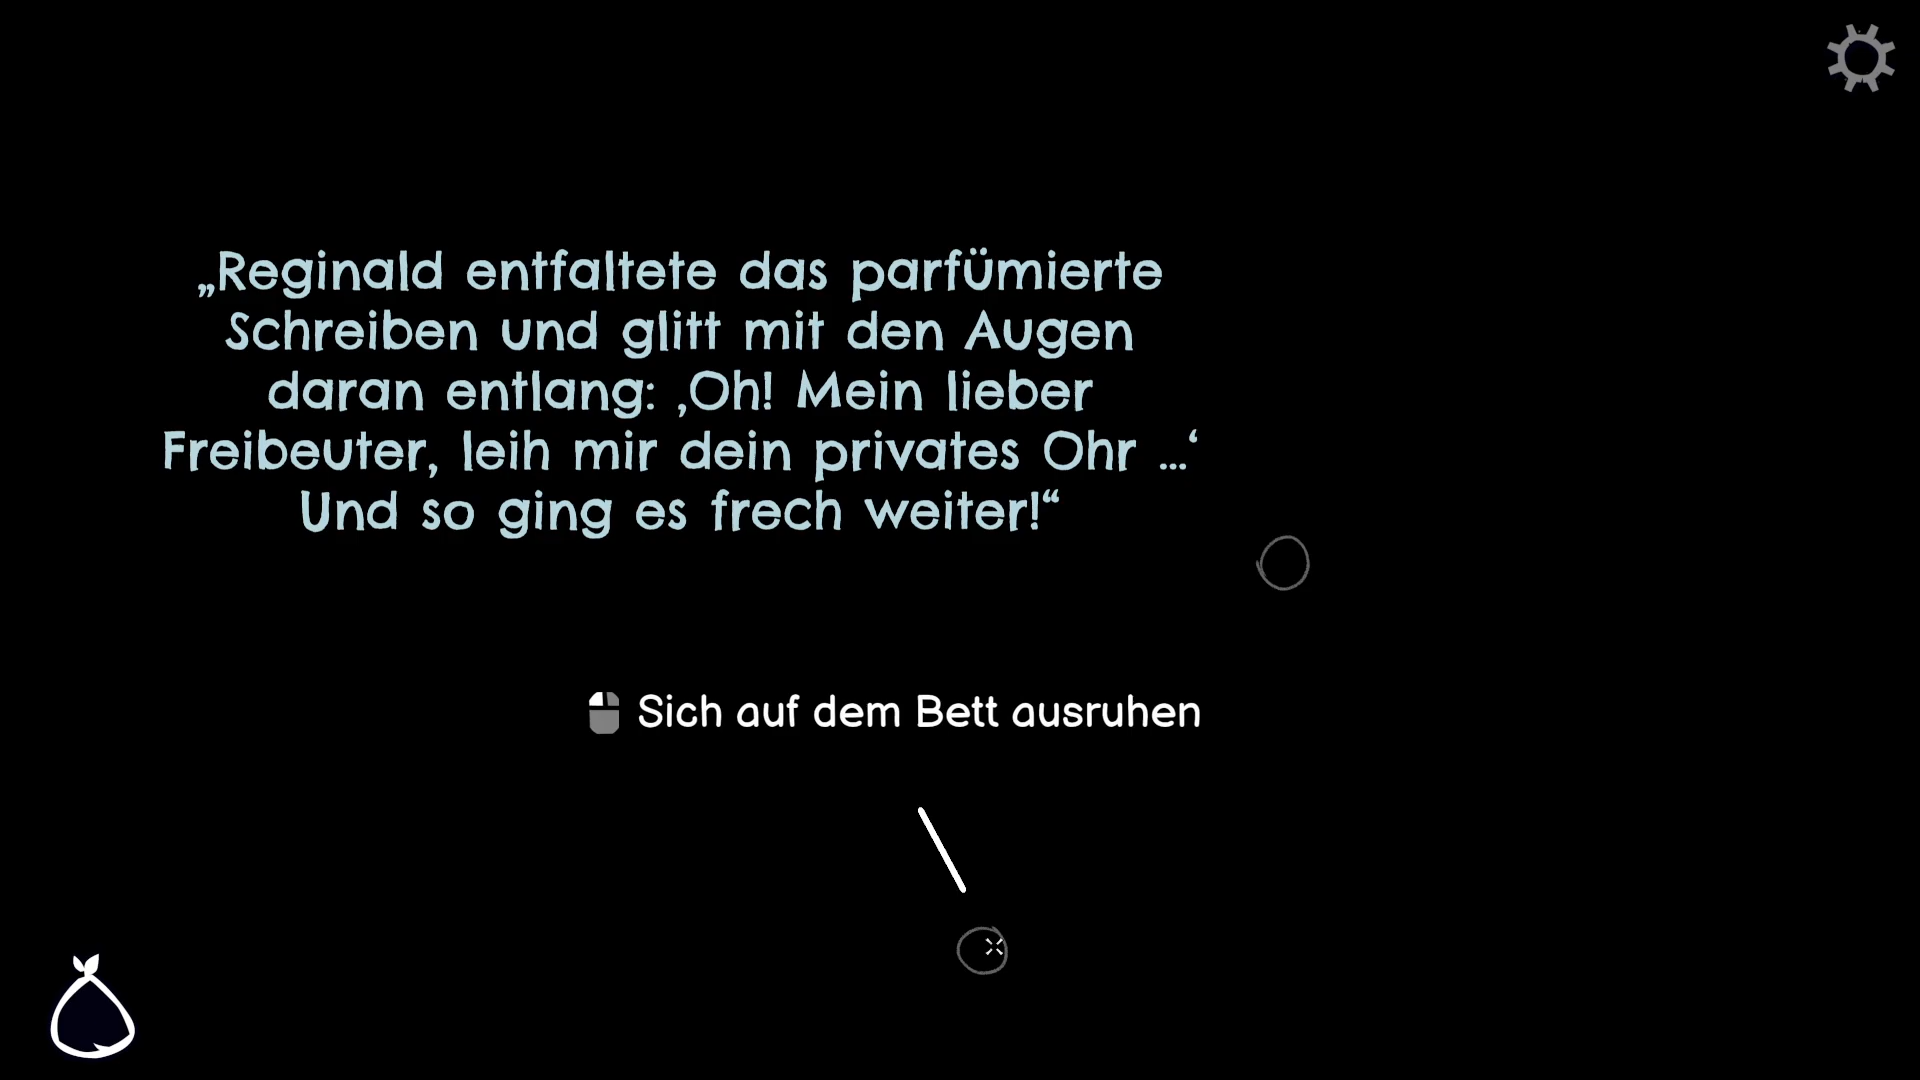 „Reginald entfaltete das parfümierte
Schreiben und glitt mit den Augen
daran entlang: ‚Oh! Mein lieber
Freibeuter, leih mir dein privates Ohr ...‘
Und so ging es frech weiter!“
Sich auf dem Bett ausruhen